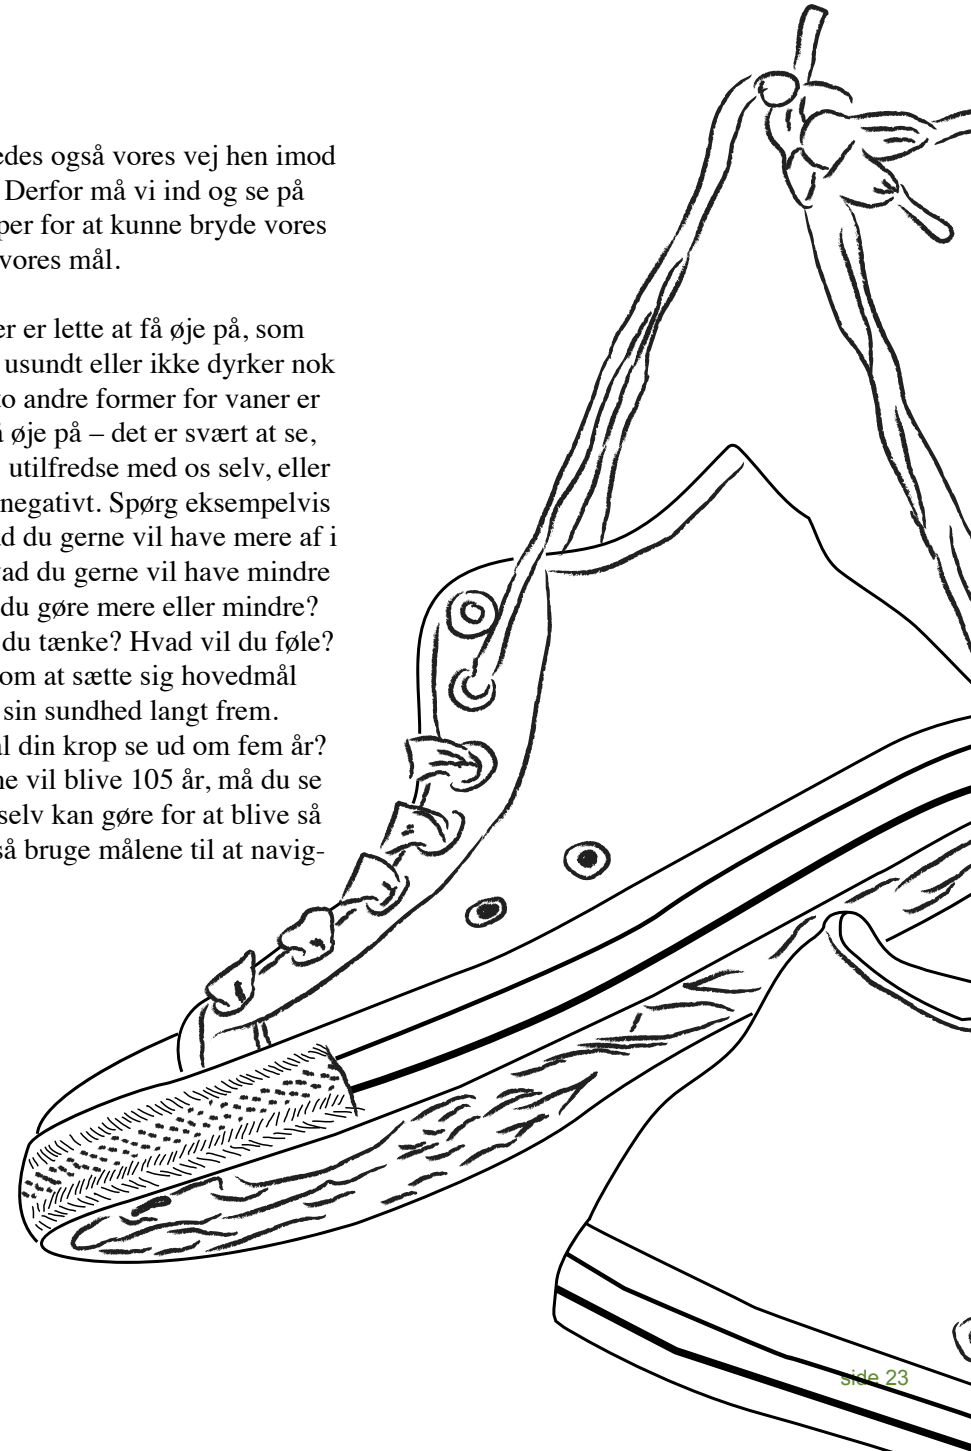 edes også vores vej hen imod
Derfor må vi ind og se på
per for at kunne bryde vores
vores mål.
er er lette at få øje på, som
usundt eller ikke dyrker nok
to andre former for vaner er
å øje på – det er svært at se,
utilfredse med os selv, eller
negativt. Spørg eksempelvis
d du gerne vil have mere af i
vad du gerne vil have mindre
du gøre mere eller mindre?
du tænke? Hvad vil du føle?
om at sætte sig hovedmål
sin sundhed langt frem.
al din krop se ud om fem år?
ne vil blive 105 år, må du se
selv kan gøre for at blive så
så bruge målene til at navig-
side 23